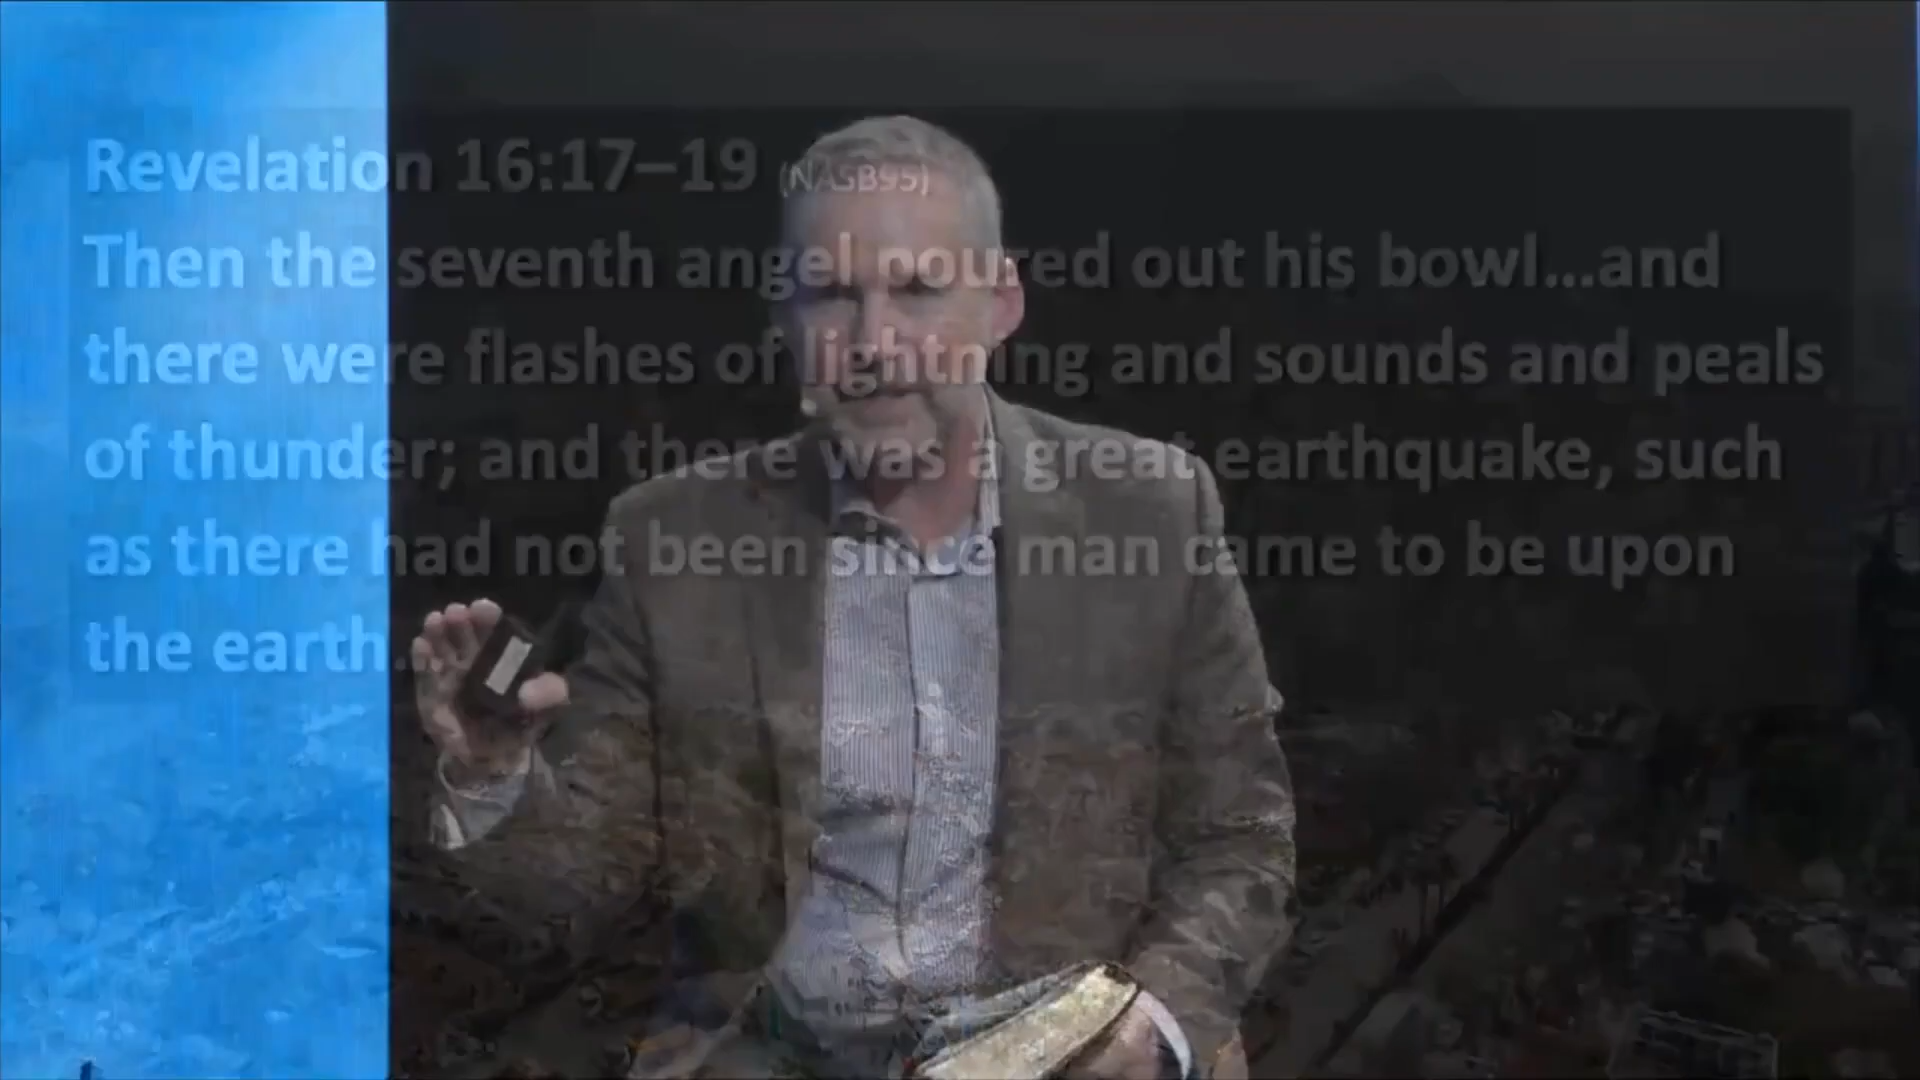 Revelation 16:17–19 (NASB95)
Then the seventh angel poured out his bowl...and
there were flashes of lightning and sounds and peals
of thunder; and there was a great earthquake, such
as there had not been since man came to be upon
the earth...